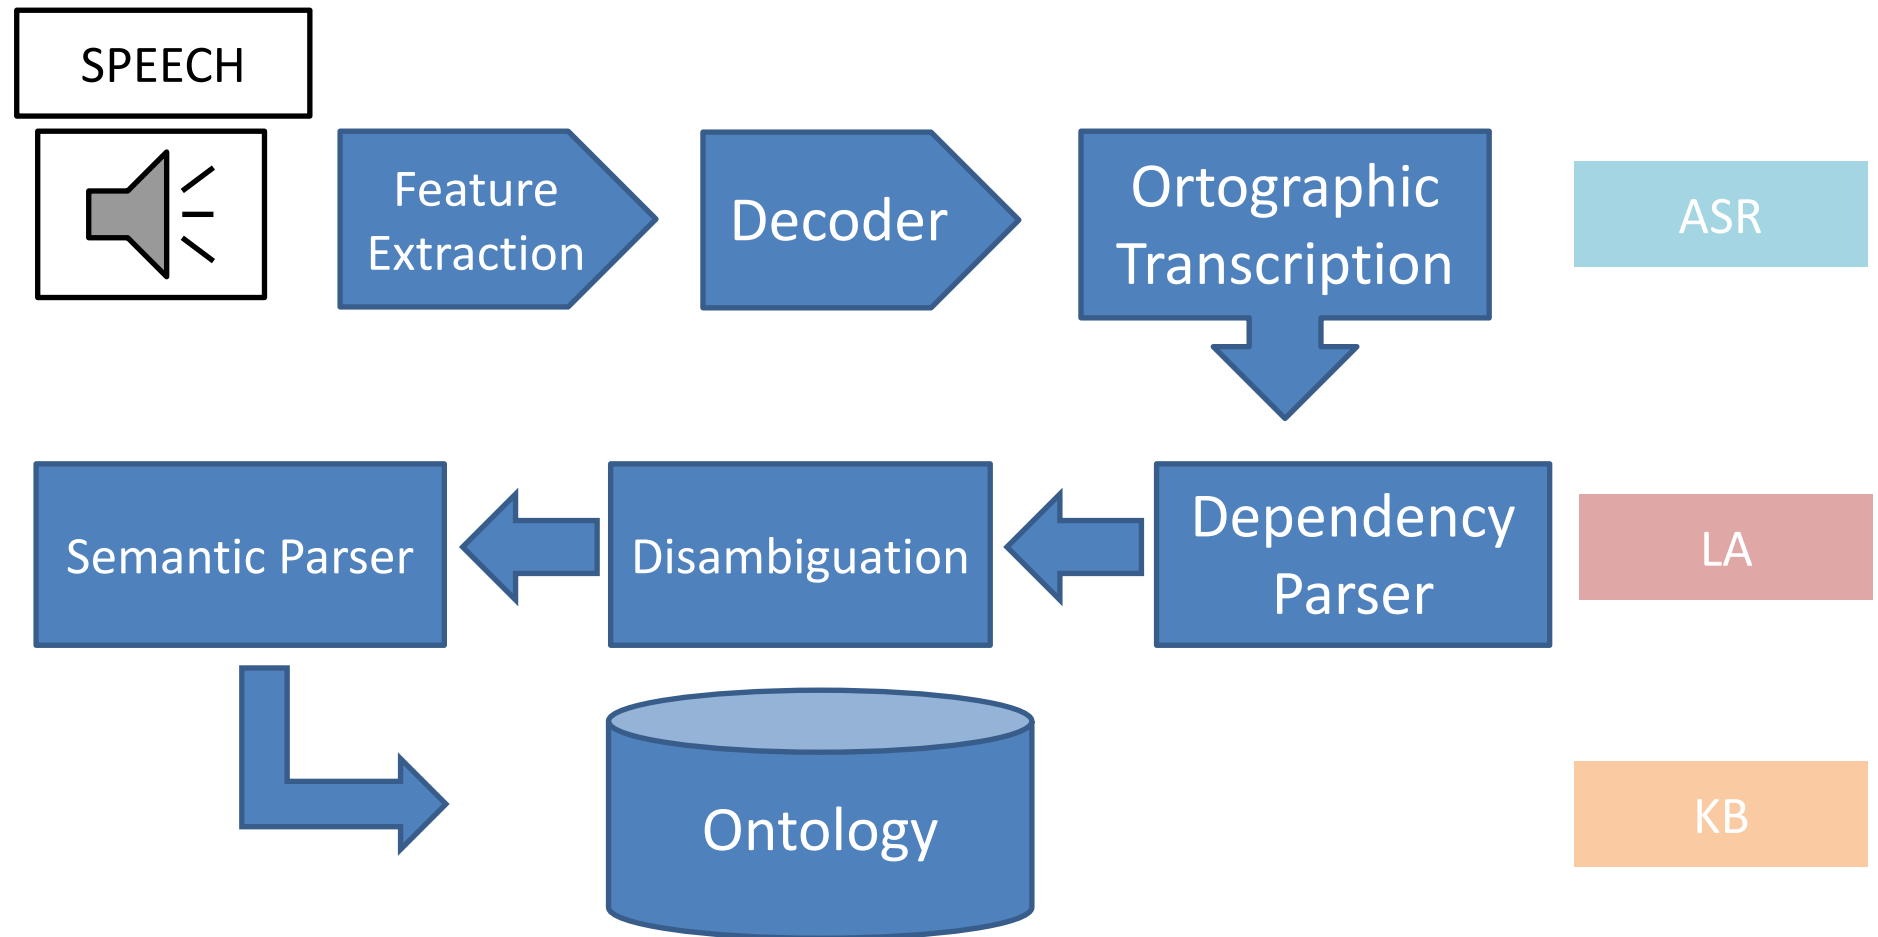 SPEECH
Feature
Extraction
Decoder
Ortographic
Transcription
ASR
Semantic Parser
Disambiguation
Dependency
Parser
LA
Ontology
KB